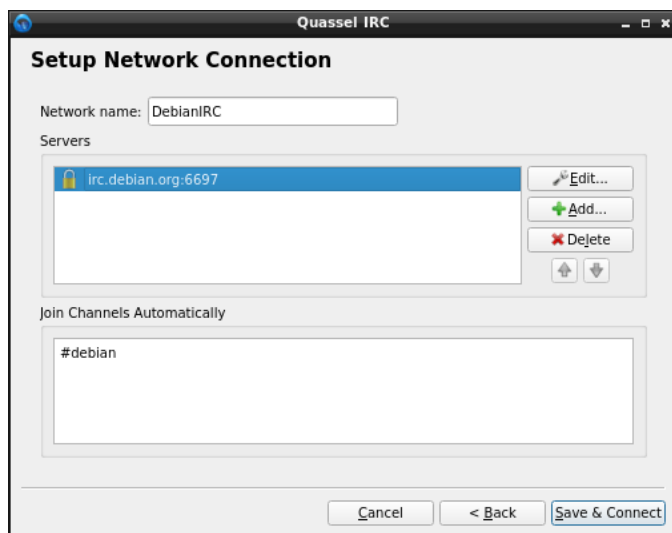 Quassel IRC
Setup Network Connection
Network name: DebianIRC
Servers
irc.debian.org:6697
Edit...
Add...
Delete
Join Channels Automatically
#debian
Cancel
< Back
Save & Connect